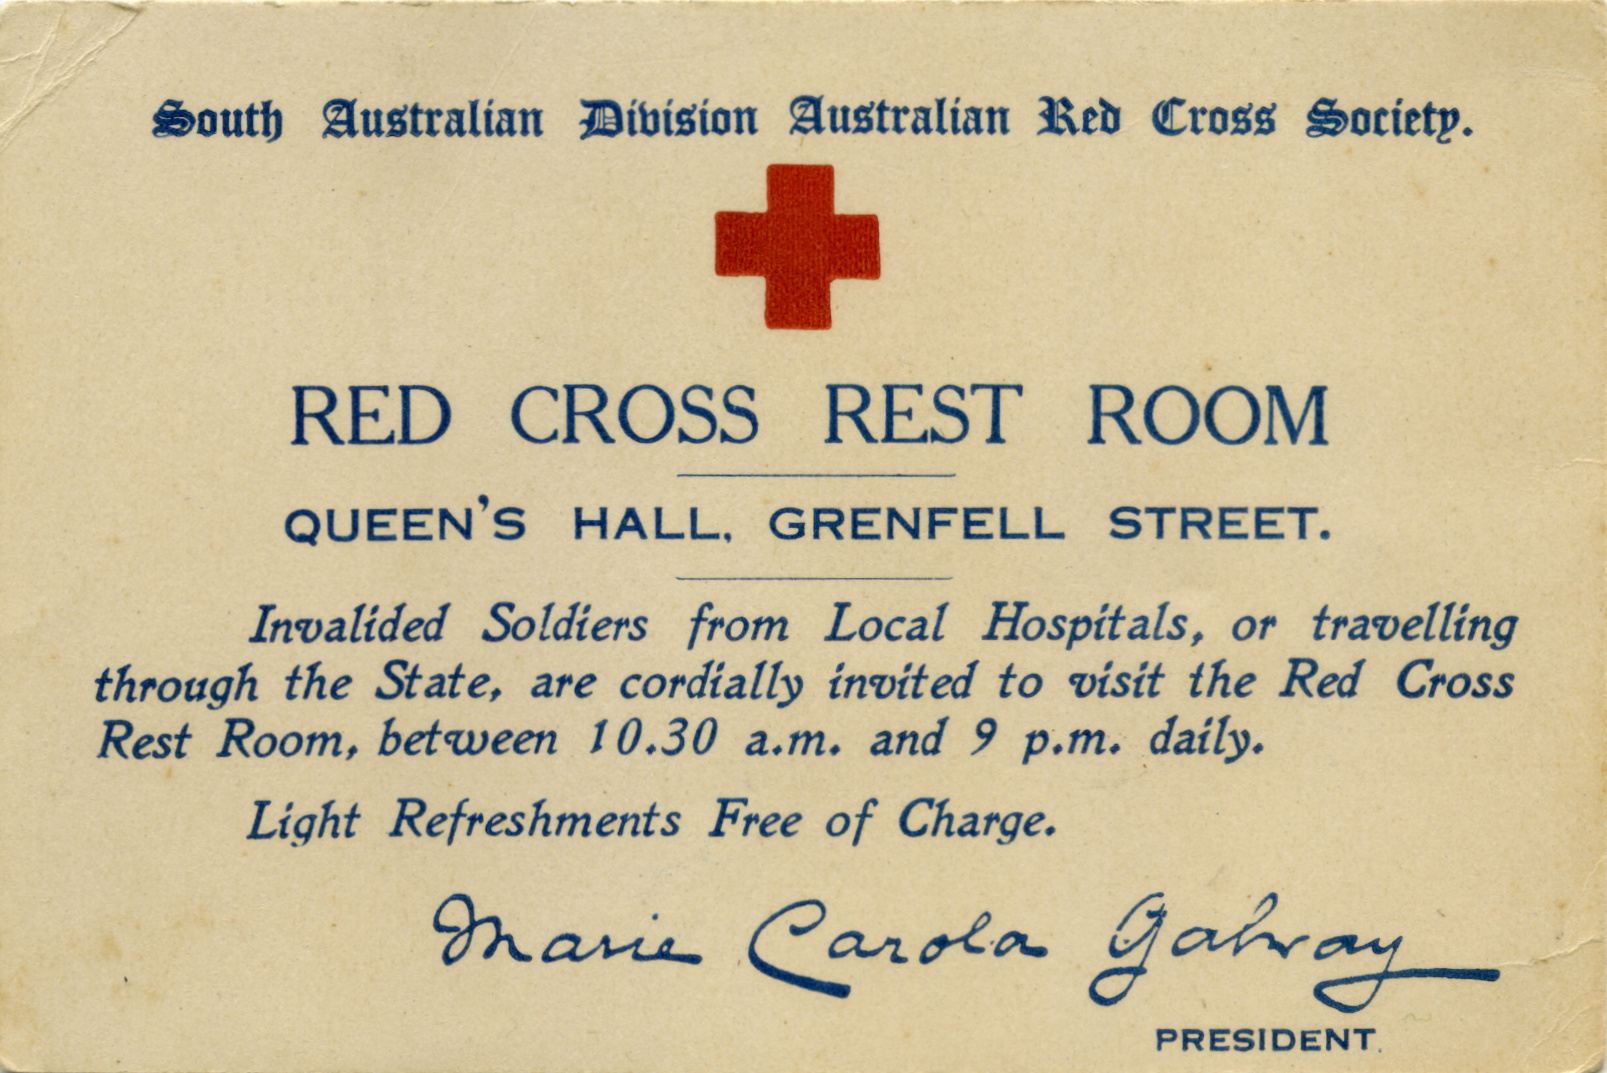 South Australian Division Australian Red Cross Society.
RED CROSS REST ROOM
QUEEN'S HALL, GRENFELL STREET.
Invalided Soldiers from Local Hospitals, or travelling
through the State, are cordially invited to visit the Red Cross
Rest Room, between 10.30 a.m. and 9 p.m. daily.
Light Refreshments Free of Charge.
Marie Carola Galway
PRESIDENT.